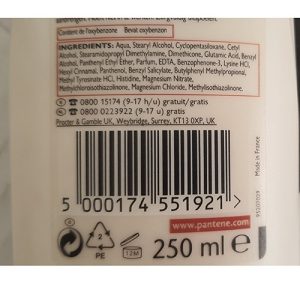 Content de l'oxybenzone
Bevat oxybenzon
INGREDIENTS: Aqua, Stearyl Alcohol, Cyclopentasiloxane, Cetyl
Alcohol, Stearamidopropyl Dimethylamine, Dimethicone, Glutamic Acid, Benzyl
Alcohol, Panthenyl Ethyl Ether, Parfum, EDTA, Benzophenone-3, Lysine HCl,
Hexyl Cinnamal, Panthenol, Benzyl Salicylate, Butylphenyl Methylpropional,
Methyl Tyrosinate HCl, Histidine, Magnesium Nitrate,
Methylchloroisothiazolinone, Magnesium Chloride, Methylisothiazolinone.
0800 15174 (9-17 h/u) gratuit/gratis
0800 0223922 (9-17 u) gratis
Procter & Gamble UK, Weybridge, Surrey, KT13 0XP, UK
Made in France
5 000174 551921 >
www.pantene.com
2
PE
12M
250 ml e